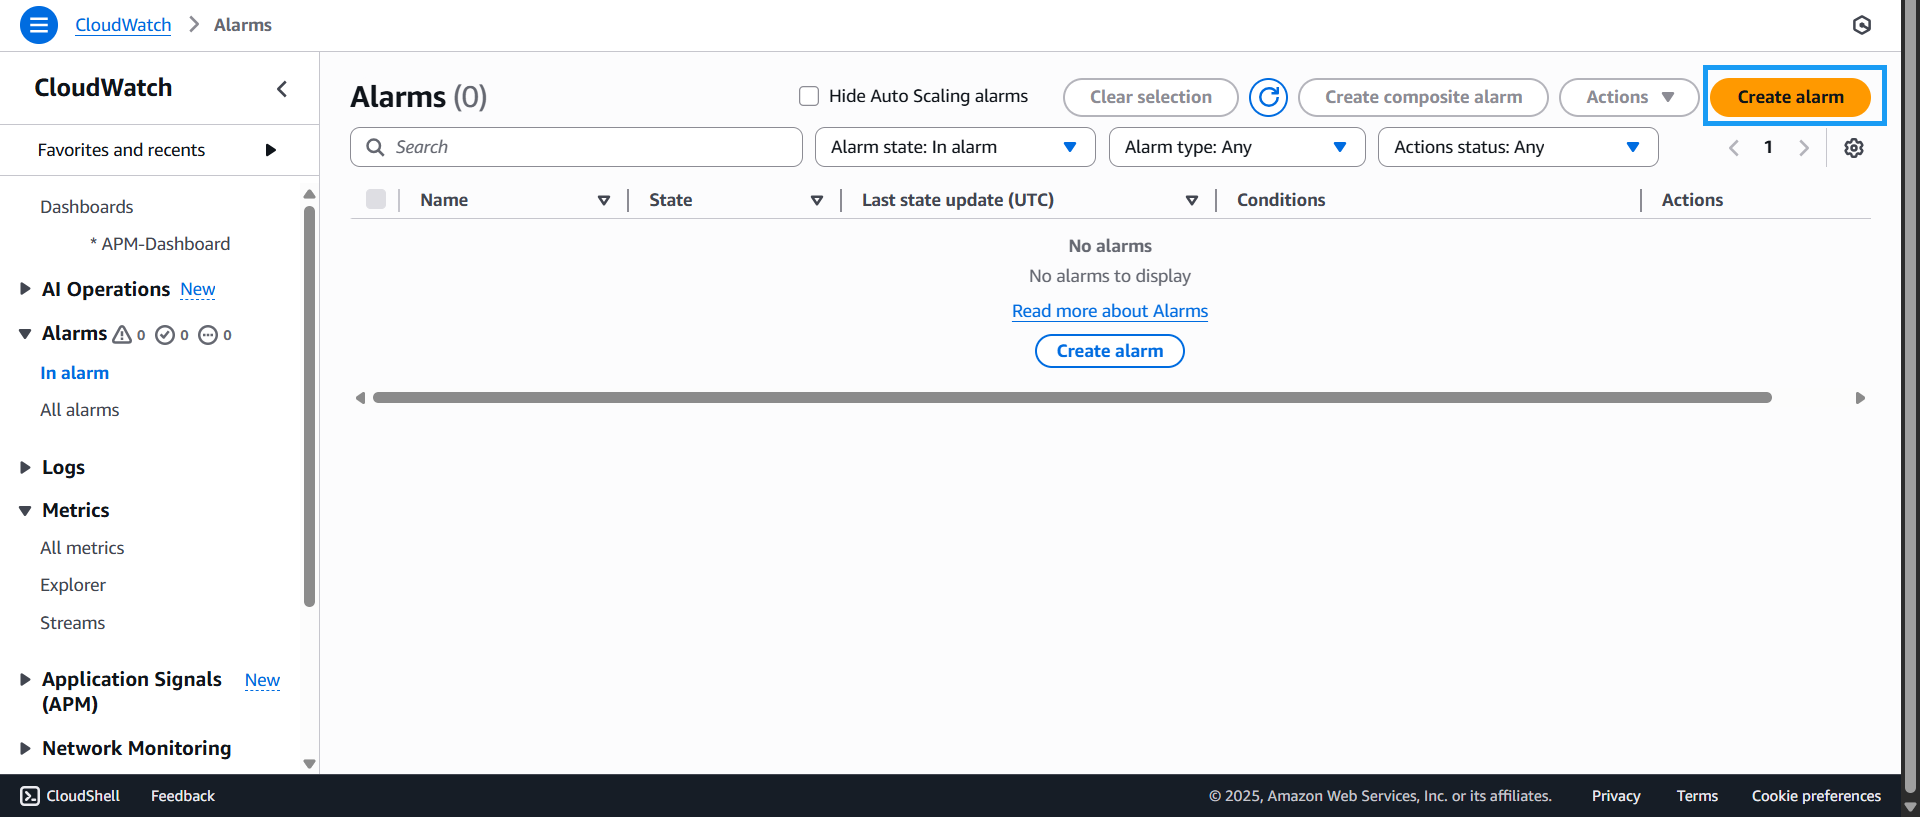 CloudWatch > Alarms
CloudWatch
Favorites and recents
Dashboards
* APM-Dashboard
AI Operations New
Alarms 0 0 0
In alarm
All alarms
Logs
Metrics
All metrics
Explorer
Streams
Application Signals New
(APM)
Network Monitoring
Alarms (0)
Hide Auto Scaling alarms
Clear selection
Create composite alarm
Actions
Create alarm
Search
Alarm state: In alarm
Alarm type: Any
Actions status: Any
1
Name
State
Last state update (UTC)
Conditions
Actions
No alarms
No alarms to display
Read more about Alarms
Create alarm
CloudShell
Feedback
© 2025, Amazon Web Services, Inc. or its affiliates.
Privacy
Terms
Cookie preferences